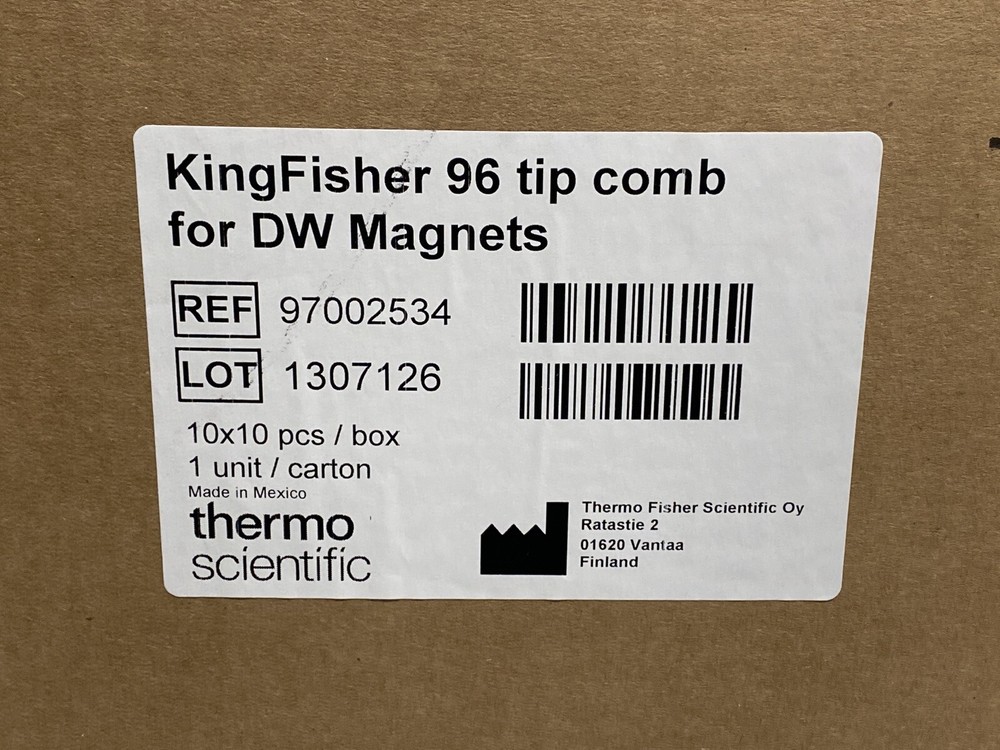 KingFisher 96 tip comb
for DW Magnets
REF 97002534
LOT 1307126
10x10 pcs / box
1 unit / carton
Made in Mexico
thermo
scientific
Thermo Fisher Scientific Oy
Ratastie 2
01620 Vantaa
Finland